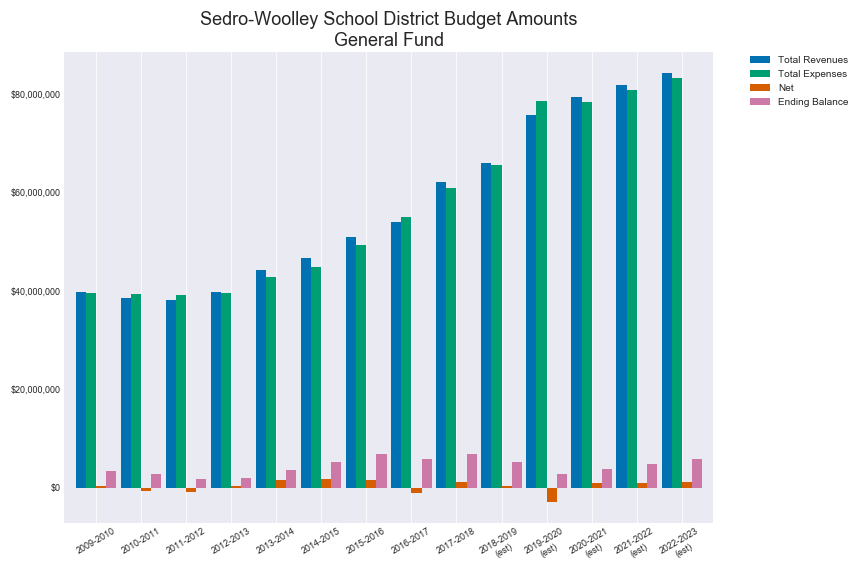 Sedro-Woolley School District Budget Amounts
General Fund
Total Revenues
Total Expenses
Net
Ending Balance
$80,000,000
$60,000,000
$40,000,000
$20,000,000
$0
2009-2010
2010-2011
2011-2012
2012-2013
2013-2014
2014-2015
2015-2016
2016-2017
2017-2018
2018-2019
(est)
2019-2020
(est)
2020-2021
(est)
2021-2022
(est)
2022-2023
(est)